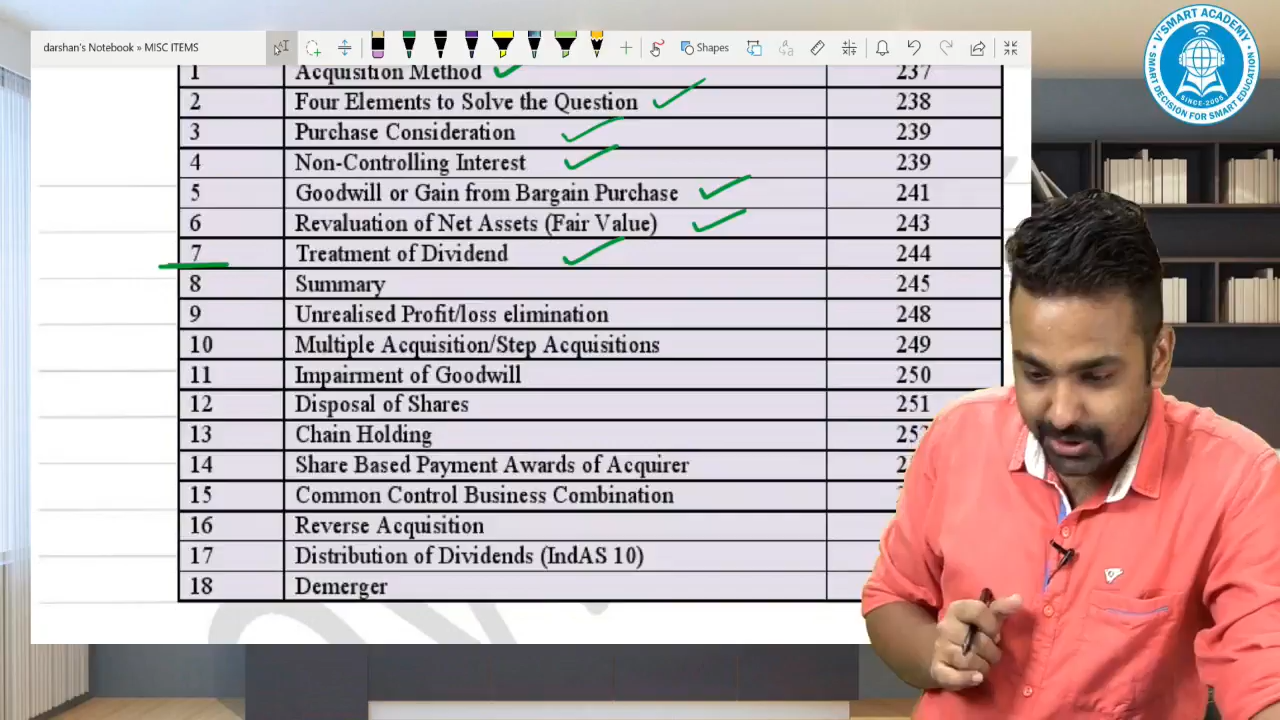 darshan's Notebook » MISC ITEMS
Shapes
1 Acquisition Method 237
2 Four Elements to Solve the Question 238
3 Purchase Consideration 239
4 Non-Controlling Interest 239
5 Goodwill or Gain from Bargain Purchase 241
6 Revaluation of Net Assets (Fair Value) 243
7 Treatment of Dividend 244
8 Summary 245
9 Unrealised Profit/loss elimination 248
10 Multiple Acquisition/Step Acquisitions 249
11 Impairment of Goodwill 250
12 Disposal of Shares 251
13 Chain Holding
14 Share Based Payment Awards of Acquirer
15 Common Control Business Combination
16 Reverse Acquisition
17 Distribution of Dividends (IndAS 10)
18 Demerger
V'SMART ACADEMY
SINCE-2005
SMART DECISION FOR SMART EDUCATION